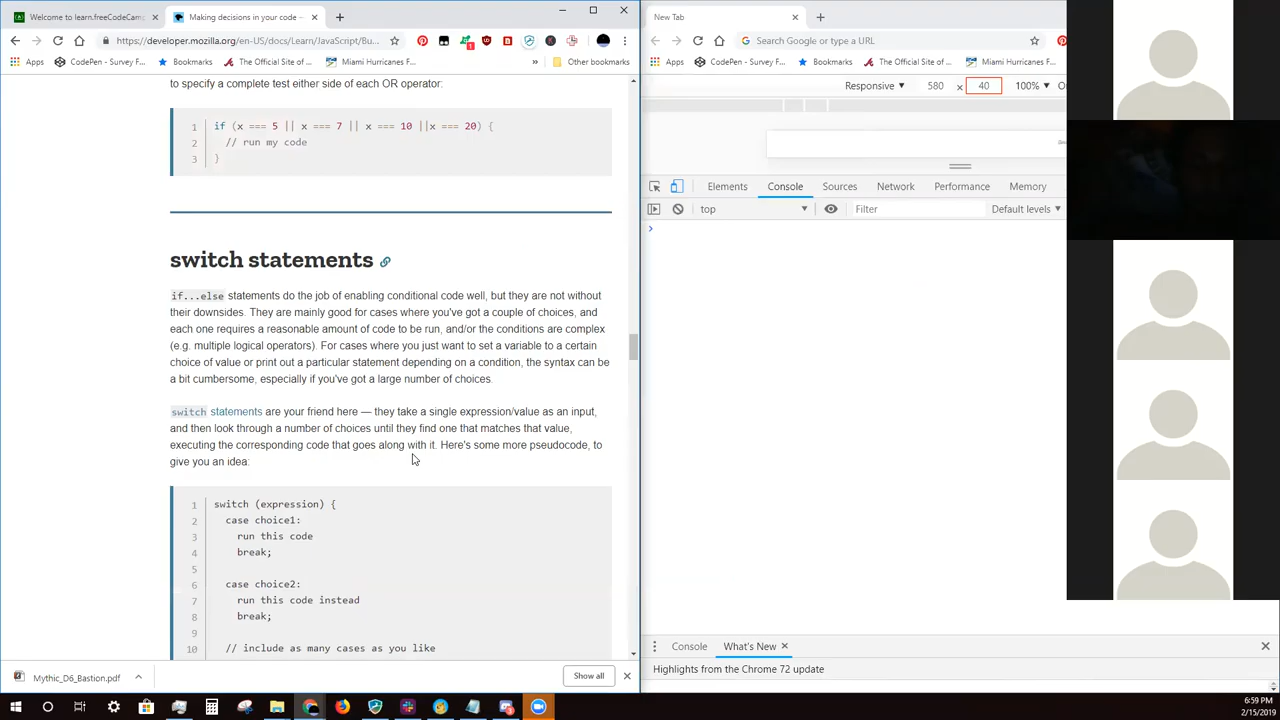 Welcome to learn.freeCodeCam
Making decisions in your code –
New Tab
https://developer.mozilla.org/en-US/docs/Learn/JavaScript/Bu...
Search Google or type a URL
Apps
CodePen - Survey F...
Bookmarks
The Official Site of ...
Miami Hurricanes F...
»
Other bookmarks
Apps
CodePen - Survey F...
Bookmarks
The Official Site of ...
Miami Hurricanes F...
to specify a complete test either side of each OR operator:
1 if (x === 5 || x === 7 || x === 10 ||x === 20) {
2 // run my code
3 }
switch statements
if...else statements do the job of enabling conditional code well, but they are not without
their downsides. They are mainly good for cases where you've got a couple of choices, and
each one requires a reasonable amount of code to be run, and/or the conditions are complex
(e.g. multiple logical operators). For cases where you just want to set a variable to a certain
choice of value or print out a particular statement depending on a condition, the syntax can be
a bit cumbersome, especially if you've got a large number of choices.
switch statements are your friend here — they take a single expression/value as an input,
and then look through a number of choices until they find one that matches that value,
executing the corresponding code that goes along with it. Here's some more pseudocode, to
give you an idea:
1 switch (expression) {
2 case choice1:
3 run this code
4 break;
5
6 case choice2:
7 run this code instead
8 break;
9
10 // include as many cases as you like
Responsive ▼ 580 × 40 100% ▼
Elements Console Sources Network Performance Memory
top ▼ Filter Default levels ▼
Console What's New
Highlights from the Chrome 72 update
Mythic_D6_Bastion.pdf
Show all
6:59 PM
2/15/2019